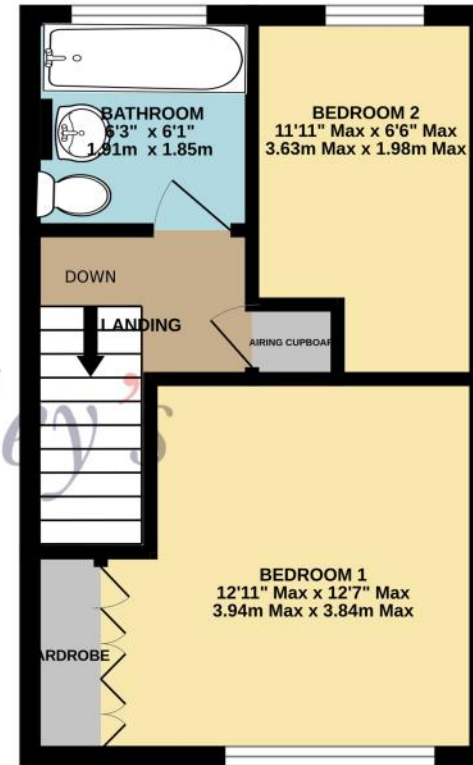 BATHROOM
6'3" x 6'1"
1.91m x 1.85m
BEDROOM 2
11'11" Max x 6'6" Max
3.63m Max x 1.98m Max
DOWN
LANDING
AIRING CUPBOAR
ey's
BEDROOM 1
12'11" Max x 12'7" Max
3.94m Max x 3.84m Max
ARDROBE